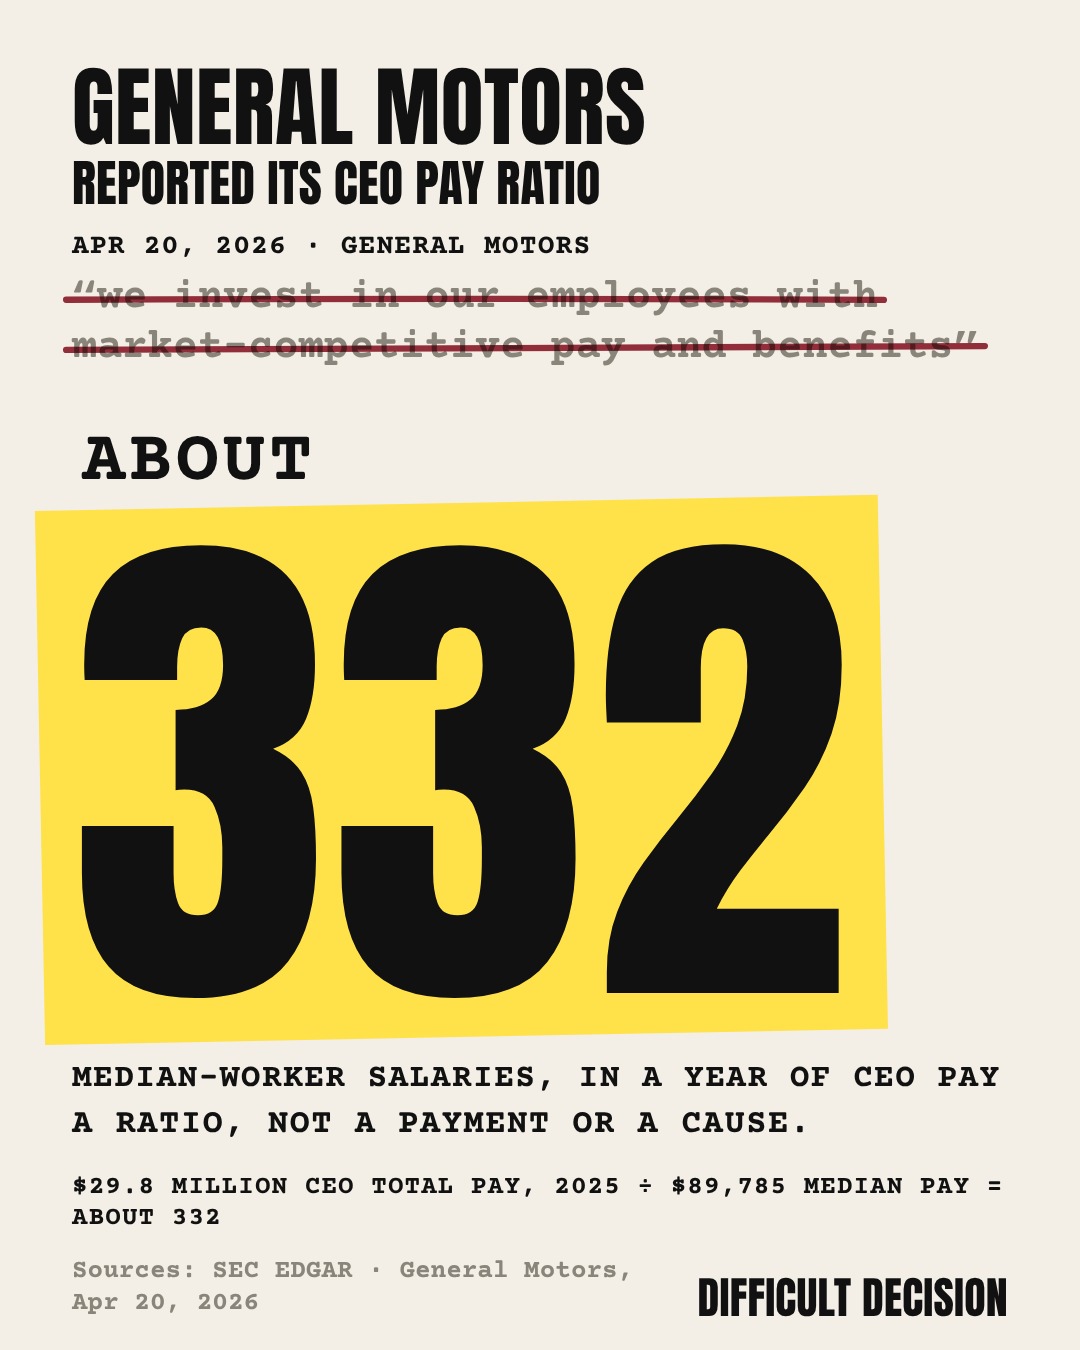 GENERAL MOTORS
REPORTED ITS CEO PAY RATIO
APR 20, 2026 · GENERAL MOTORS
“we invest in our employees with
market-competitive pay and benefits”
ABOUT
332
MEDIAN-WORKER SALARIES, IN A YEAR OF CEO PAY
A RATIO, NOT A PAYMENT OR A CAUSE.
$29.8 MILLION CEO TOTAL PAY, 2025 ÷ $89,785 MEDIAN PAY =
ABOUT 332
Sources: SEC EDGAR · General Motors,
Apr 20, 2026
DIFFICULT DECISION